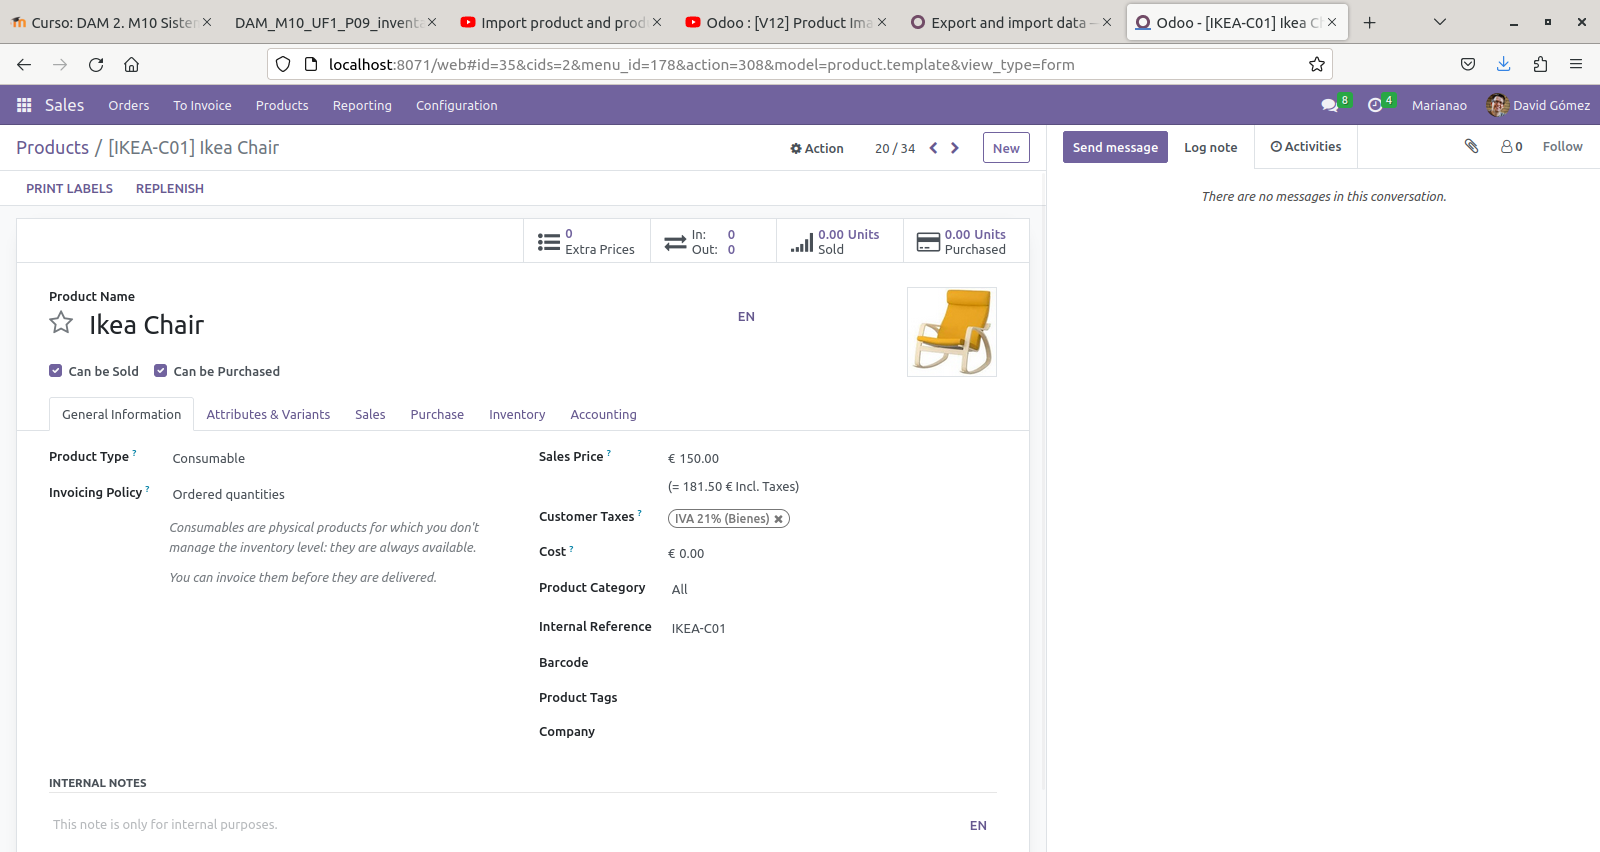 Curso: DAM 2. M10 Sister
DAM_M10_UF1_P09_inventa
Import product and prod
Odoo : [V12] Product Ima
Export and import data —
Odoo - [IKEA-C01] Ikea Ch
localhost:8071/web#id=35&cids=2&menu_id=178&action=308&model=product.template&view_type=form
Sales Orders To Invoice Products Reporting Configuration 8 4 Marianao David Gómez
Products / [IKEA-C01] Ikea Chair Action 20 / 34 New Send message Log note Activities 0 Follow
PRINT LABELS REPLENISH
There are no messages in this conversation.
0
Extra Prices
In: 0
Out: 0
0.00 Units
Sold
0.00 Units
Purchased
Product Name
Ikea Chair
EN
Can be Sold Can be Purchased
General Information Attributes & Variants Sales Purchase Inventory Accounting
Product Type ? Consumable
Invoicing Policy ? Ordered quantities
Consumables are physical products for which you don't
manage the inventory level: they are always available.
You can invoice them before they are delivered.
Sales Price ? € 150.00
(= 181.50 € Incl. Taxes)
Customer Taxes ? IVA 21% (Bienes) ✖
Cost ? € 0.00
Product Category All
Internal Reference IKEA-C01
Barcode
Product Tags
Company
INTERNAL NOTES
This note is only for internal purposes.
EN